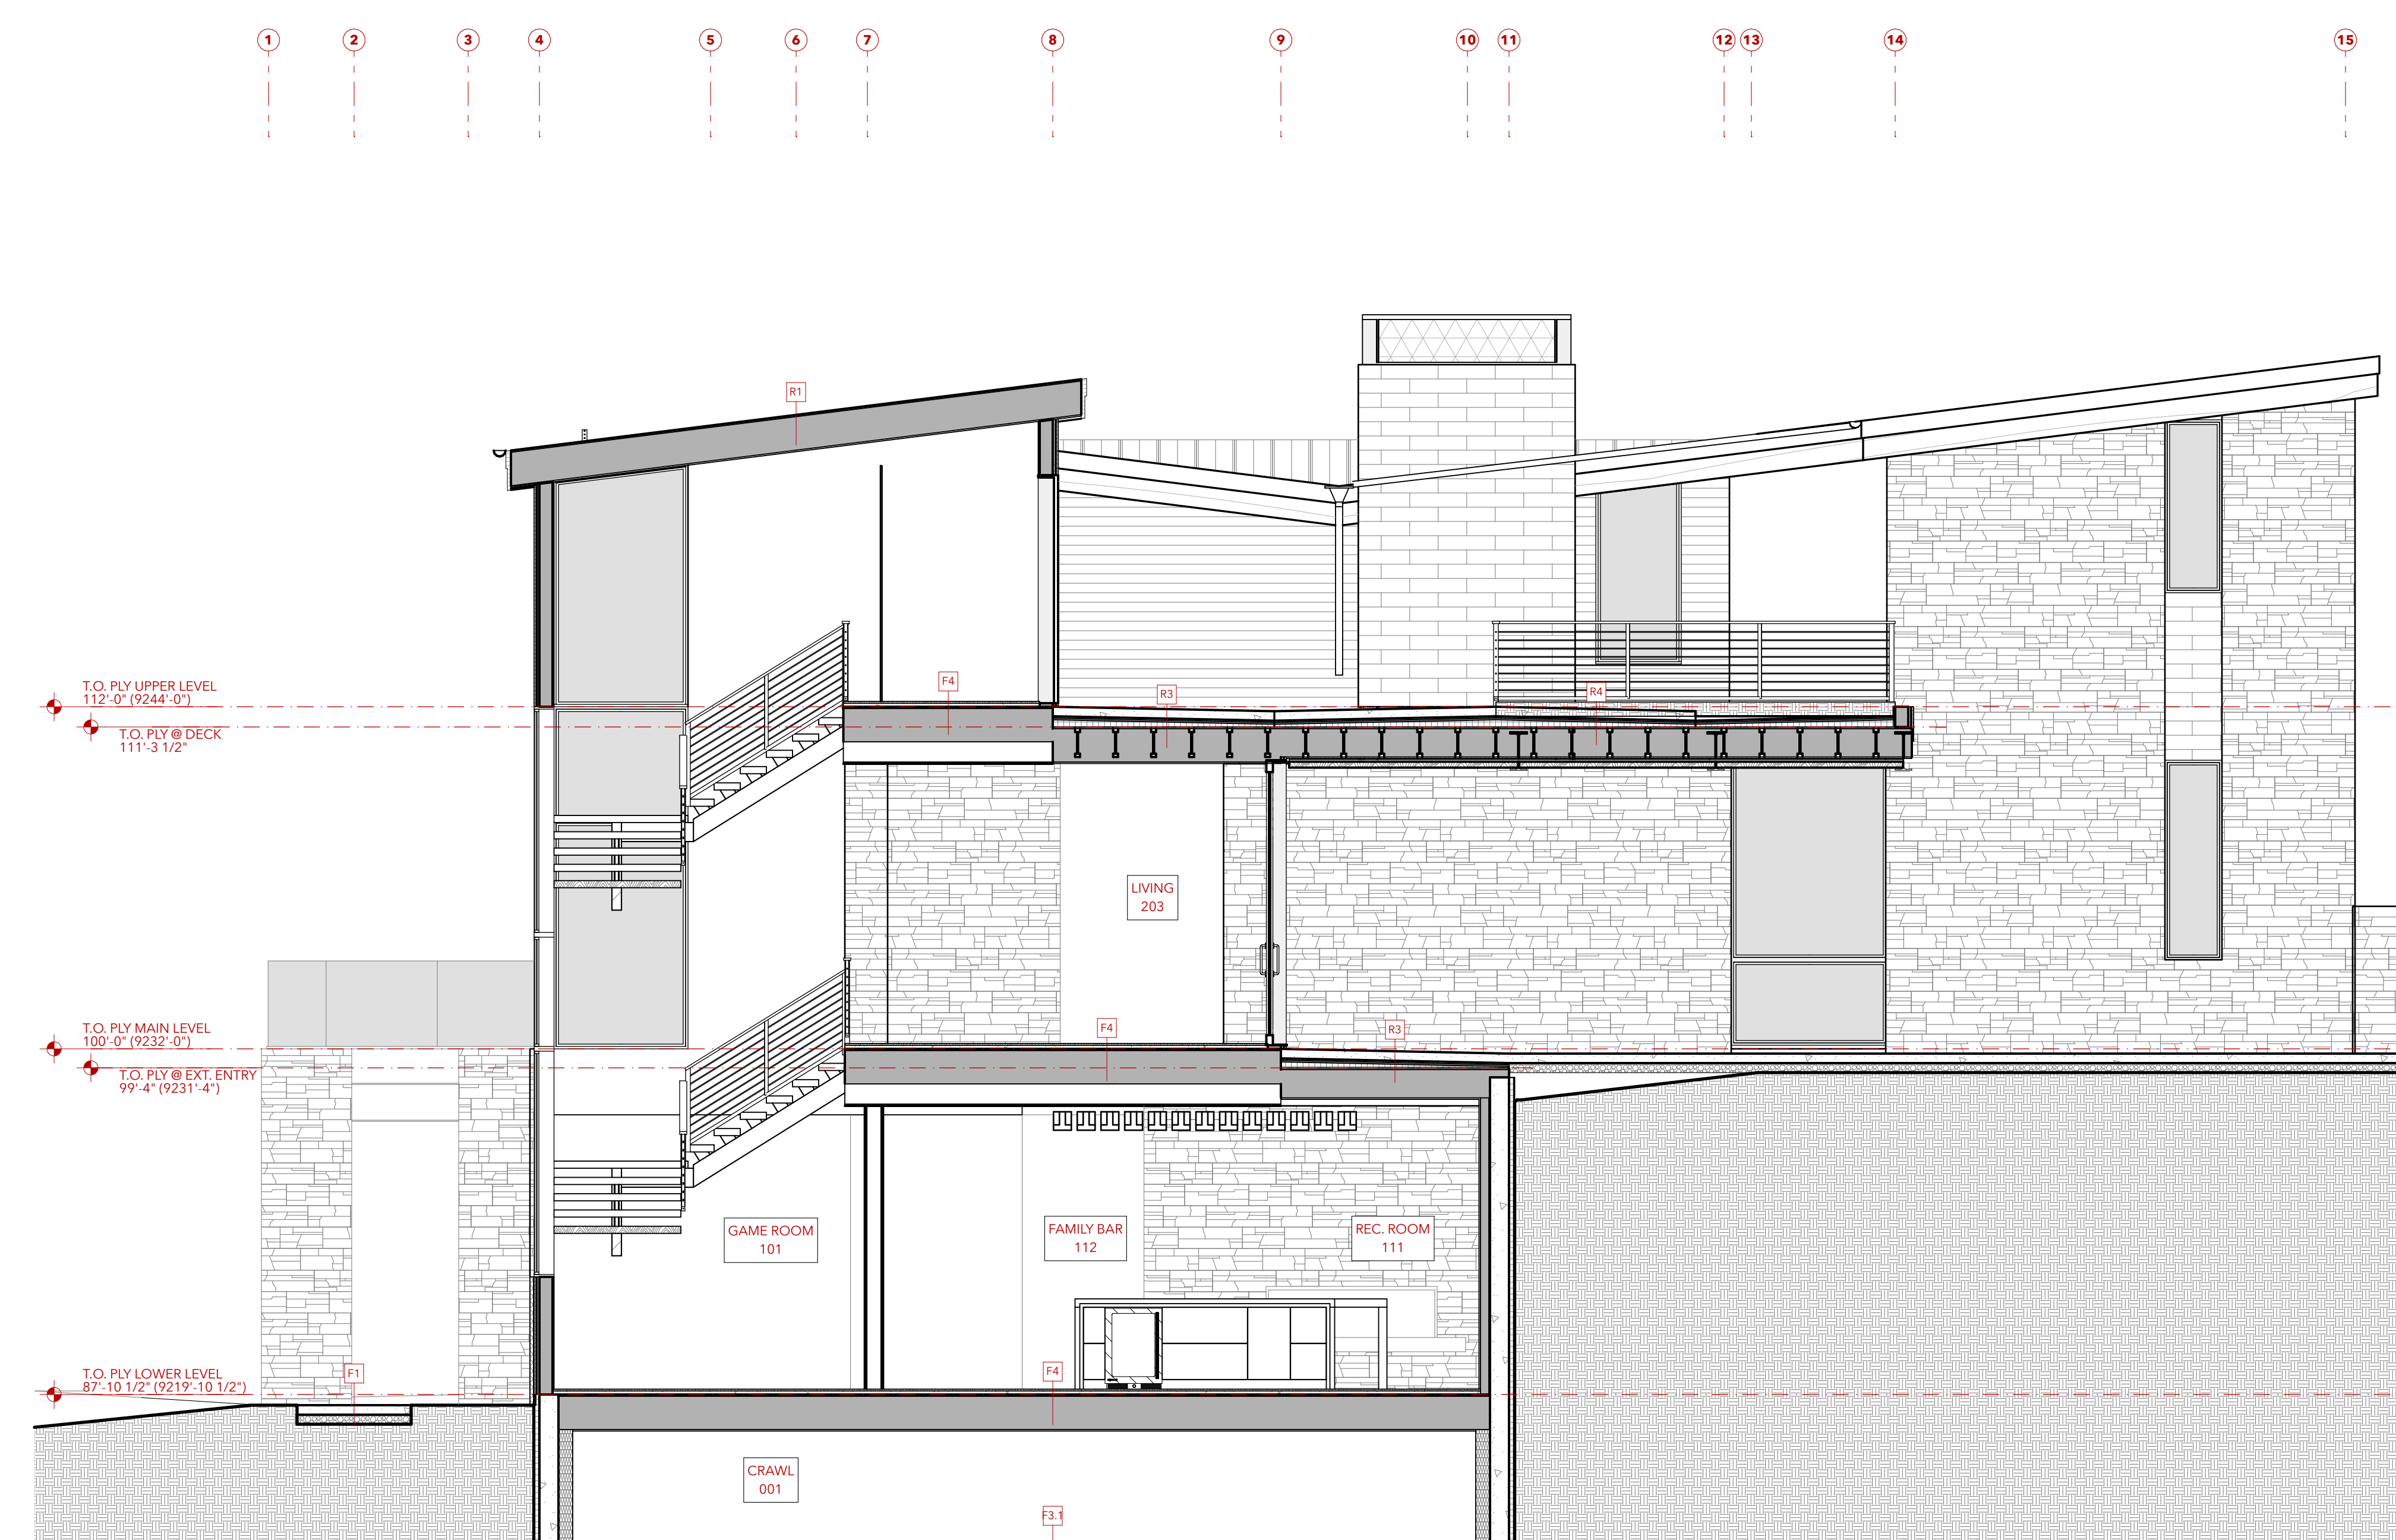 1 2 3 4 5 6 7 8 9 10 11 12 13 14 15
R1
T.O. PLY UPPER LEVEL
112'-0" (9244'-0")
F4
R3
R4
T.O. PLY @ DECK
111'-3 1/2"
LIVING
203
T.O. PLY MAIN LEVEL
100'-0" (9232'-0")
F4
R3
T.O. PLY @ EXT. ENTRY
99'-4" (9231'-4")
GAME ROOM
101
FAMILY BAR
112
REC. ROOM
111
T.O. PLY LOWER LEVEL
87'-10 1/2" (9219'-10 1/2")
F1
F4
CRAWL
001
F3.1